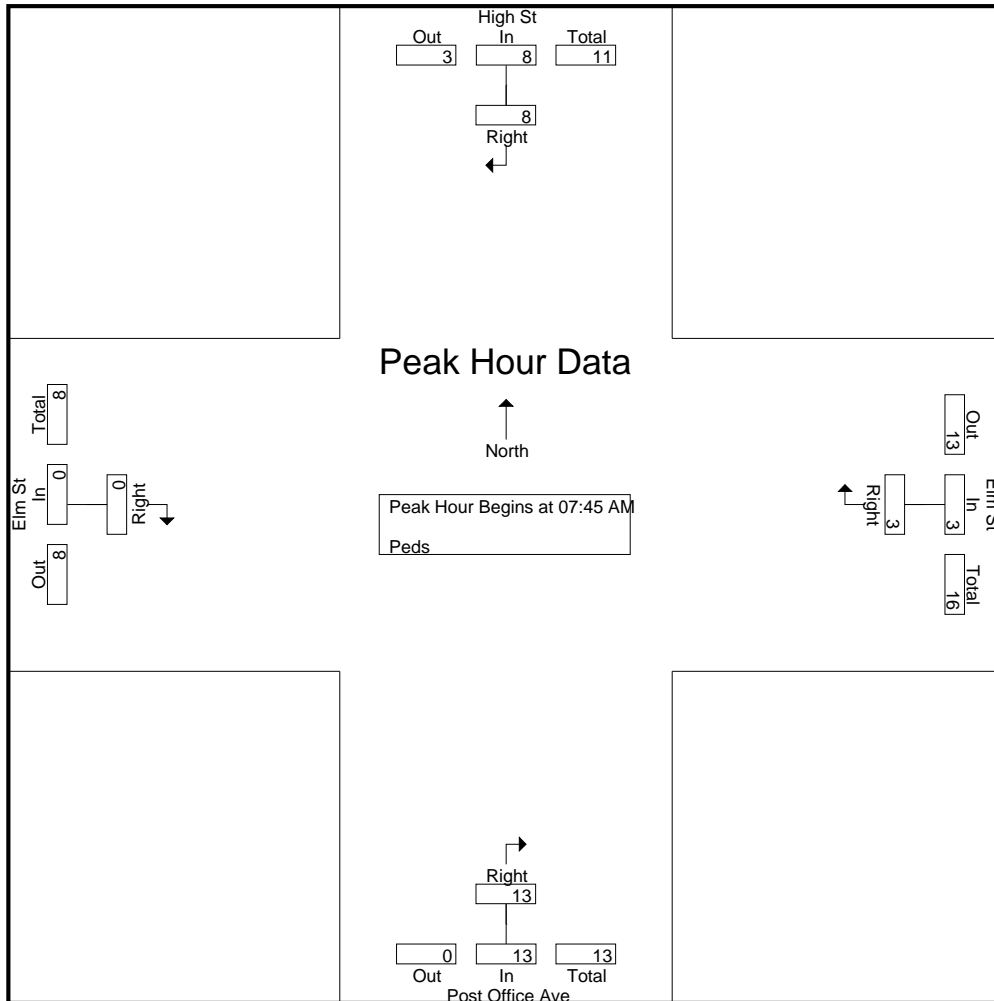 High St
Out In Total
3 8 11
8
Right
Peak Hour Data
North
Peak Hour Begins at 07:45 AM
Peds
Elm St
Total In Out
8 0 8
0
Right
Elm St
Out In Total
13 3 16
3
Right
Right
13
0 13 13
Out In Total
Post Office Ave